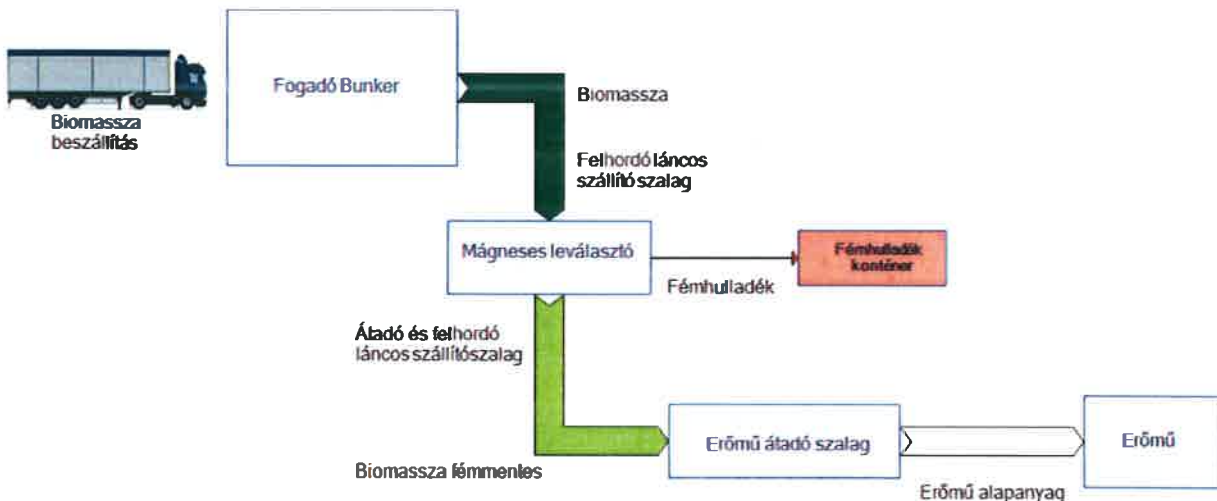 Fogadó Bunker
Biomassza
beszállítás
Biomassza
Felhordó láncos
szállító szalag
Mágneses leválasztó
Fémhulladék
Fémhulladék
konténer
Átadó és felhordó
láncos szállítószalag
Erőmű átadó szalag
Erőmű
Biomassza fémmentes
Erőmű alapanyag